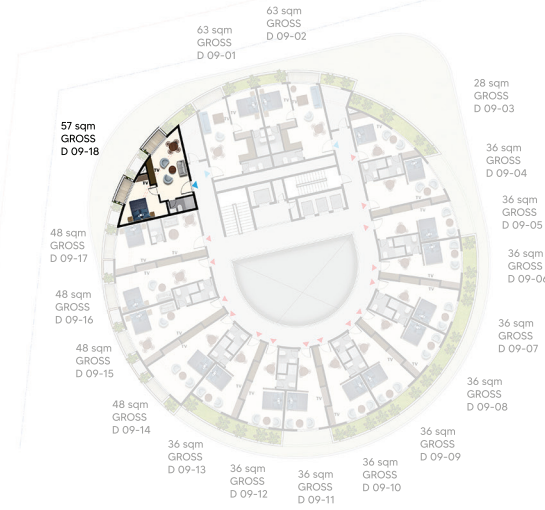 63 sqm
GROSS
D 09-01
63 sqm
GROSS
D 09-02
28 sqm
GROSS
D 09-03
57 sqm
GROSS
D 09-18
36 sqm
GROSS
D 09-04
36 sqm
GROSS
D 09-05
48 sqm
GROSS
D 09-17
36 sqm
GROSS
D 09-06
48 sqm
GROSS
D 09-16
36 sqm
GROSS
D 09-07
48 sqm
GROSS
D 09-15
36 sqm
GROSS
D 09-08
48 sqm
GROSS
D 09-14
36 sqm
GROSS
D 09-09
36 sqm
GROSS
D 09-13
36 sqm
GROSS
D 09-12
36 sqm
GROSS
D 09-11
36 sqm
GROSS
D 09-10